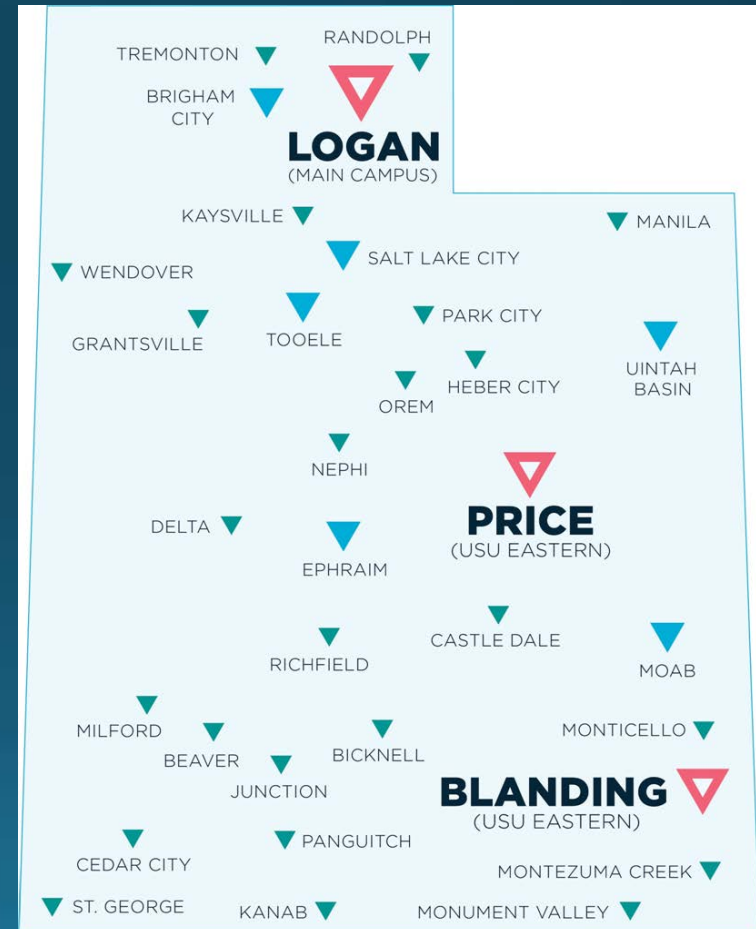 RANDOLPH
TREMONTON
BRIGHAM
CITY
LOGAN
(MAIN CAMPUS)
KAYSVILLE
MANILA
SALT LAKE CITY
WENDOVER
PARK CITY
GRANTSVILLE
TOOELE
UINTAH
BASIN
HEBER CITY
OREM
NEPHI
PRICE
(USU EASTERN)
DELTA
EPHRAIM
CASTLE DALE
RICHFIELD
MOAB
MILFORD
MONTICELLO
BEAVER
BICKNELL
JUNCTION
BLANDING
(USU EASTERN)
PANGUITCH
CEDAR CITY
MONTEZUMA CREEK
ST. GEORGE
KANAB
MONUMENT VALLEY